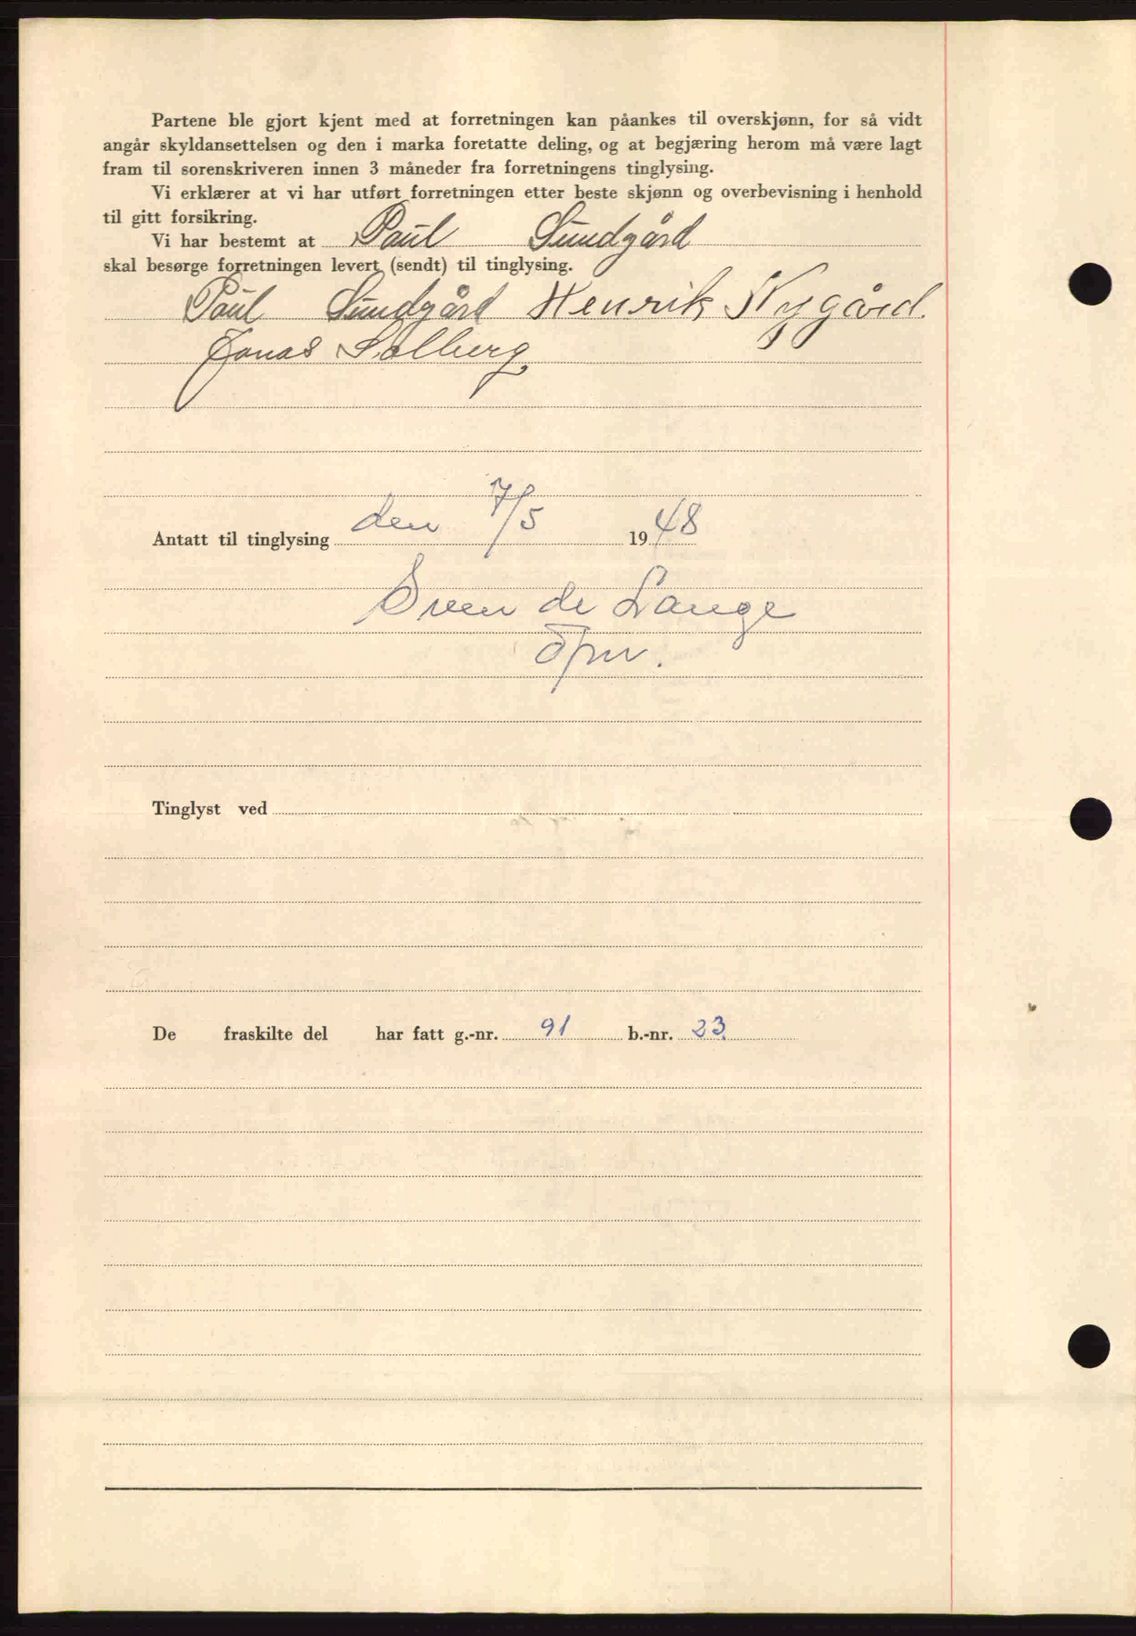 Partene ble gjort kjent med at forretningen kan påankes til overskjønn, for så vidt
angår skyldansettelsen og den i marka foretatte deling, og at begjæring herom må være lagt
fram til sorenskriveren innen 3 måneder fra forretningens tinglysing.
Vi erklærer at vi har utført forretningen etter beste skjønn og overbevisning i henhold
til gitt forsikring.
Vi har bestemt at Paul Sundgård
skal besørge forretningen levert (sendt) til tinglysing.
Paul Sundgård Henrik Nygård.
Jonas Solberg
Antatt til tinglysing den 7/5 1948
Sven de Lange
Tinglyst ved
De fraskilte del har fatt g.-nr. 91 b.-nr. 23